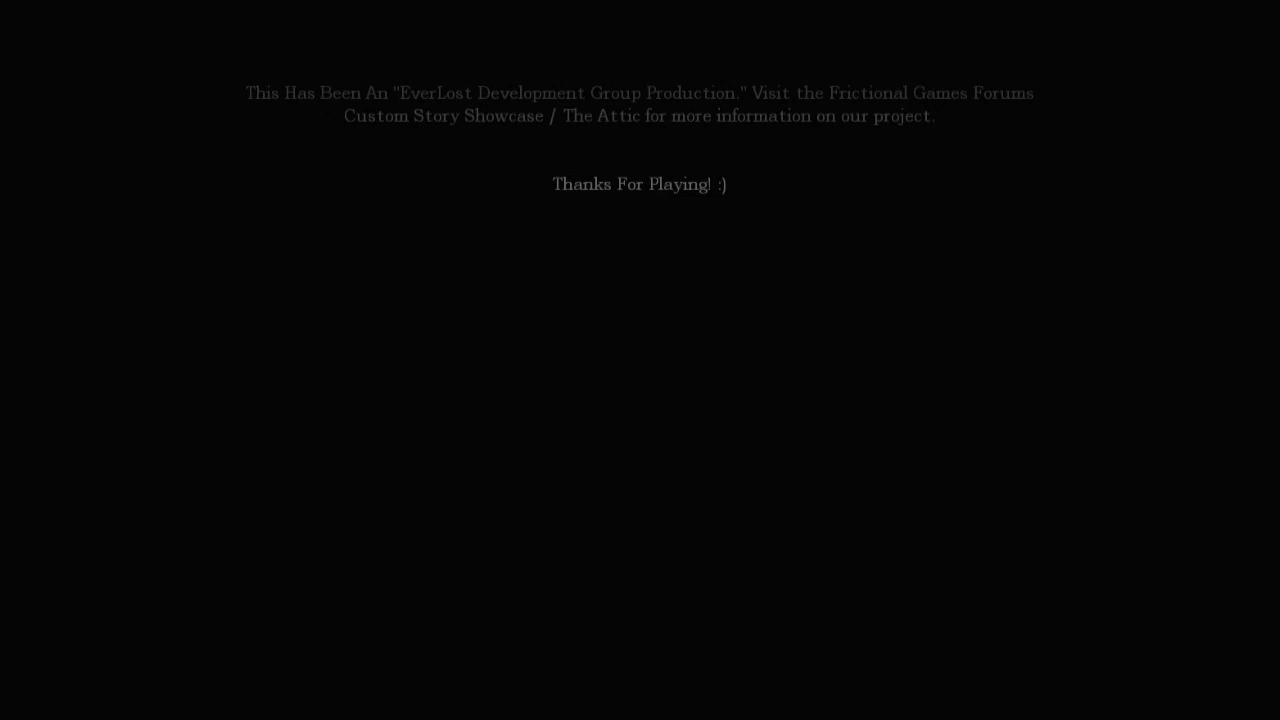 This Has Been An "EverLost Development Group Production." Visit the Frictional Games Forums
Custom Story Showcase / The Attic for more information on our project.
Thanks For Playing! :)